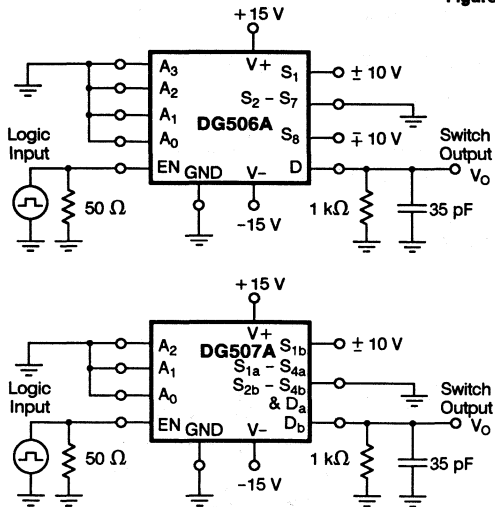 Figure
+15 V
V+
A3
S1
± 10 V
A2
S2 – S7
A1
DG506A
A0
S8
∓ 10 V
Logic
Input
EN
GND
V–
D
Switch
Output
VO
50 Ω
–15 V
1 kΩ
35 pF
+15 V
V+
A2
DG507A
S1b
± 10 V
A1
S1a – S4a
A0
S2b – S4b
& Da
Logic
Input
EN
GND
V–
Db
Switch
Output
VO
50 Ω
–15 V
1 kΩ
35 pF